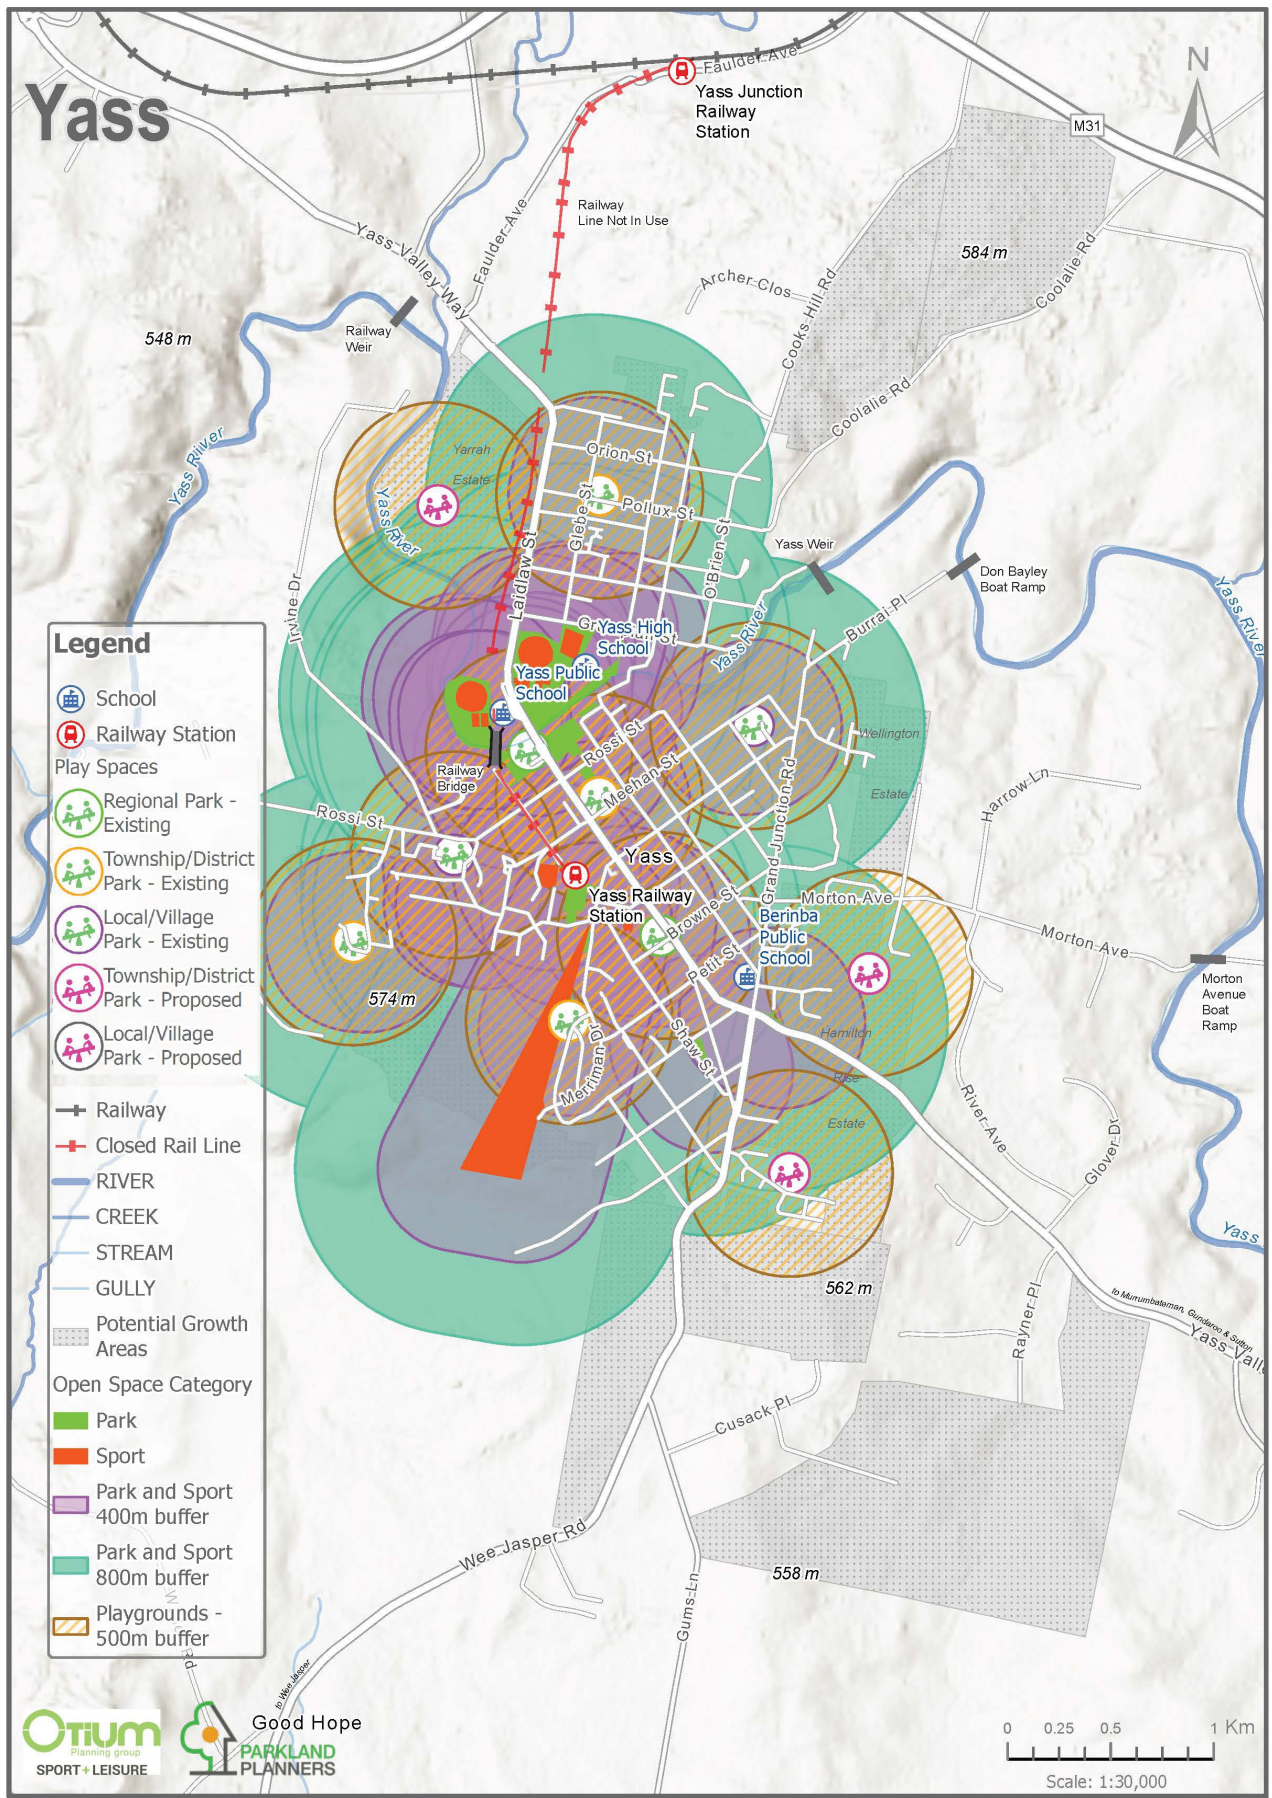 Yass
N
Faulder Ave
Yass Junction
Railway
Station
M31
Railway
Line Not In Use
Faulder Ave
Yass Valley Way
584 m
Coolalie Rd
Archer Clos
Cooks Hill Rd
548 m
Railway
Weir
Coolalie Rd
Yass River
Yarrah
Estate
Orion St
Yass River
Pollux St
Glebe St
O'Brien St
Laidlaw St
Yass Weir
Don Bayley
Boat Ramp
Irvine Dr
Burrai Pl
Yass River
Yass River
Yass High
School
Yass Public
School
Rossi St
Wellington
Estate
Meehan St
Railway
Bridge
Harrow Ln
Rossi St
Grand Junction Rd
Yass
Yass Railway
Station
Browne St
Morton Ave
Berinba
Public
School
Morton Ave
Petit St
Morton
Avenue
Boat
Ramp
574 m
Shaw St
Hamilton
Rise
Estate
Merriman Dr
River Ave
Glover Dr
Yass
562 m
Rayner Pl
to Murrumbateman, Gundaroo & Sutton
Yass Vall
Cusack Pl
Wee Jasper Rd
558 m
Gums Ln
to Wee Jasper
Good Hope
Legend
School
Railway Station
Play Spaces
Regional Park -
Existing
Township/District
Park - Existing
Local/Village
Park - Existing
Township/District
Park - Proposed
Local/Village
Park - Proposed
Railway
Closed Rail Line
RIVER
CREEK
STREAM
GULLY
Potential Growth
Areas
Open Space Category
Park
Sport
Park and Sport
400m buffer
Park and Sport
800m buffer
Playgrounds -
500m buffer
OTIUM
Planning group
SPORT+LEISURE
PARKLAND
PLANNERS
0 0.25 0.5 1 Km
Scale: 1:30,000